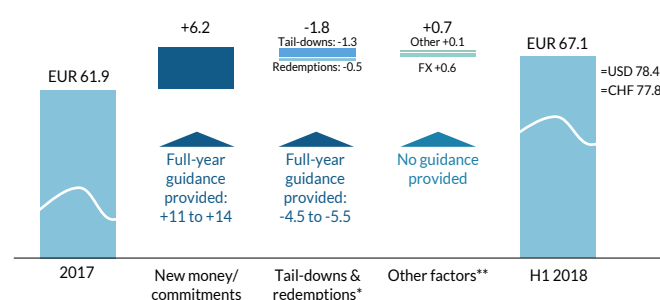 +6.2
-1.8
+0.7
Tail-downs: -1.3
Other +0.1
EUR 67.1
EUR 61.9
Redemptions: -0.5
FX +0.6
=USD 78.4
=CHF 77.8
Full-year
guidance
provided:
+11 to +14
Full-year
guidance
provided:
-4.5 to -5.5
No guidance
provided
2017
New money/
commitments
Tail-downs &
redemptions*
Other factors**
H1 2018